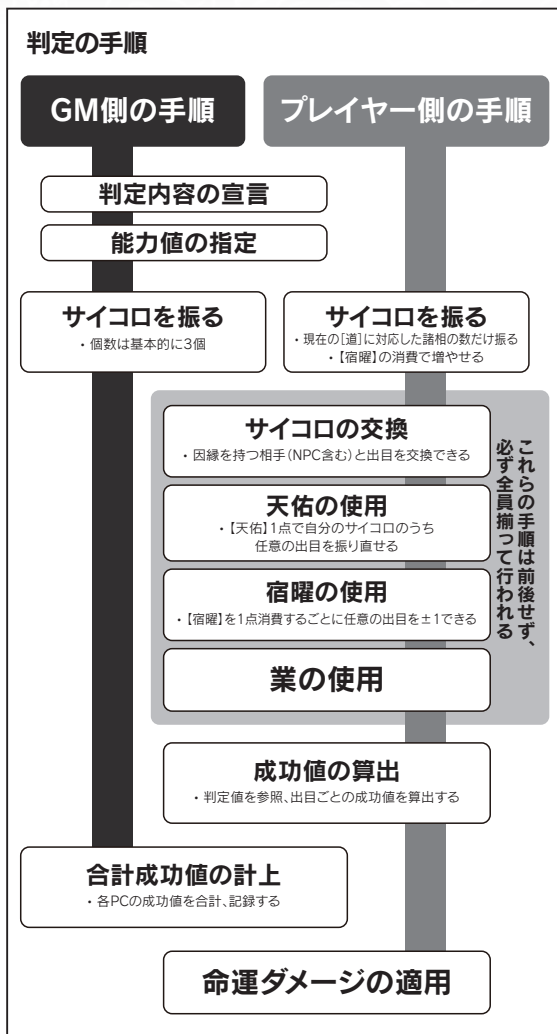 判定の手順
GM側の手順
プレイヤー側の手順
判定内容の宣言
能力値の指定
サイコロを振る
・個数は基本的に3個
サイコロを振る
・現在の[道]に対応した諸相の数だけ振る
・【宿曜】の消費で増やせる
サイコロの交換
・因縁を持つ相手(NPC含む)と出目を交換できる
天佑の使用
・【天佑】1点で自分のサイコロのうち
任意の出目を振り直せる
宿曜の使用
・【宿曜】を1点消費するごとに任意の出目を±1できる
業の使用
これらの手順は前後せず、
必ず全員揃って行われる
成功値の算出
・判定値を参照、出目ごとの成功値を算出する
合計成功値の計上
・各PCの成功値を合計、記録する
命運ダメージの適用